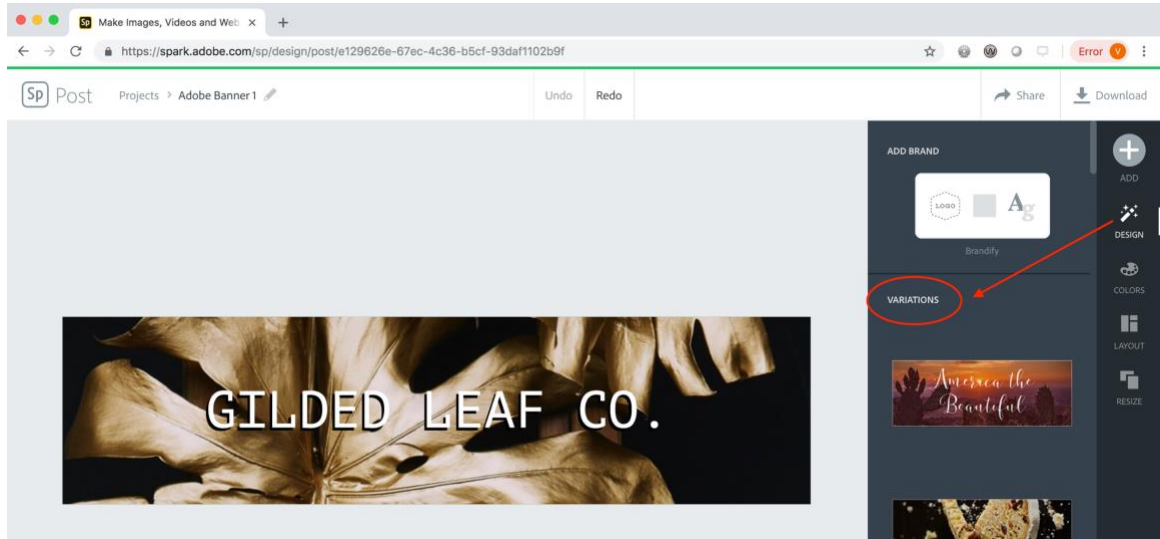 Sp Make Images, Videos and Web
https://spark.adobe.com/sp/design/post/e129626e-67ec-4c36-b5cf-93daf1102b9f
Error V
Sp Post Projects > Adobe Banner 1 Undo Redo Share Download
ADD BRAND
LOGO Ag
Brandify
VARIATIONS
America the
Beautiful
ADD
DESIGN
COLORS
LAYOUT
RESIZE
GILDED LEAF CO.